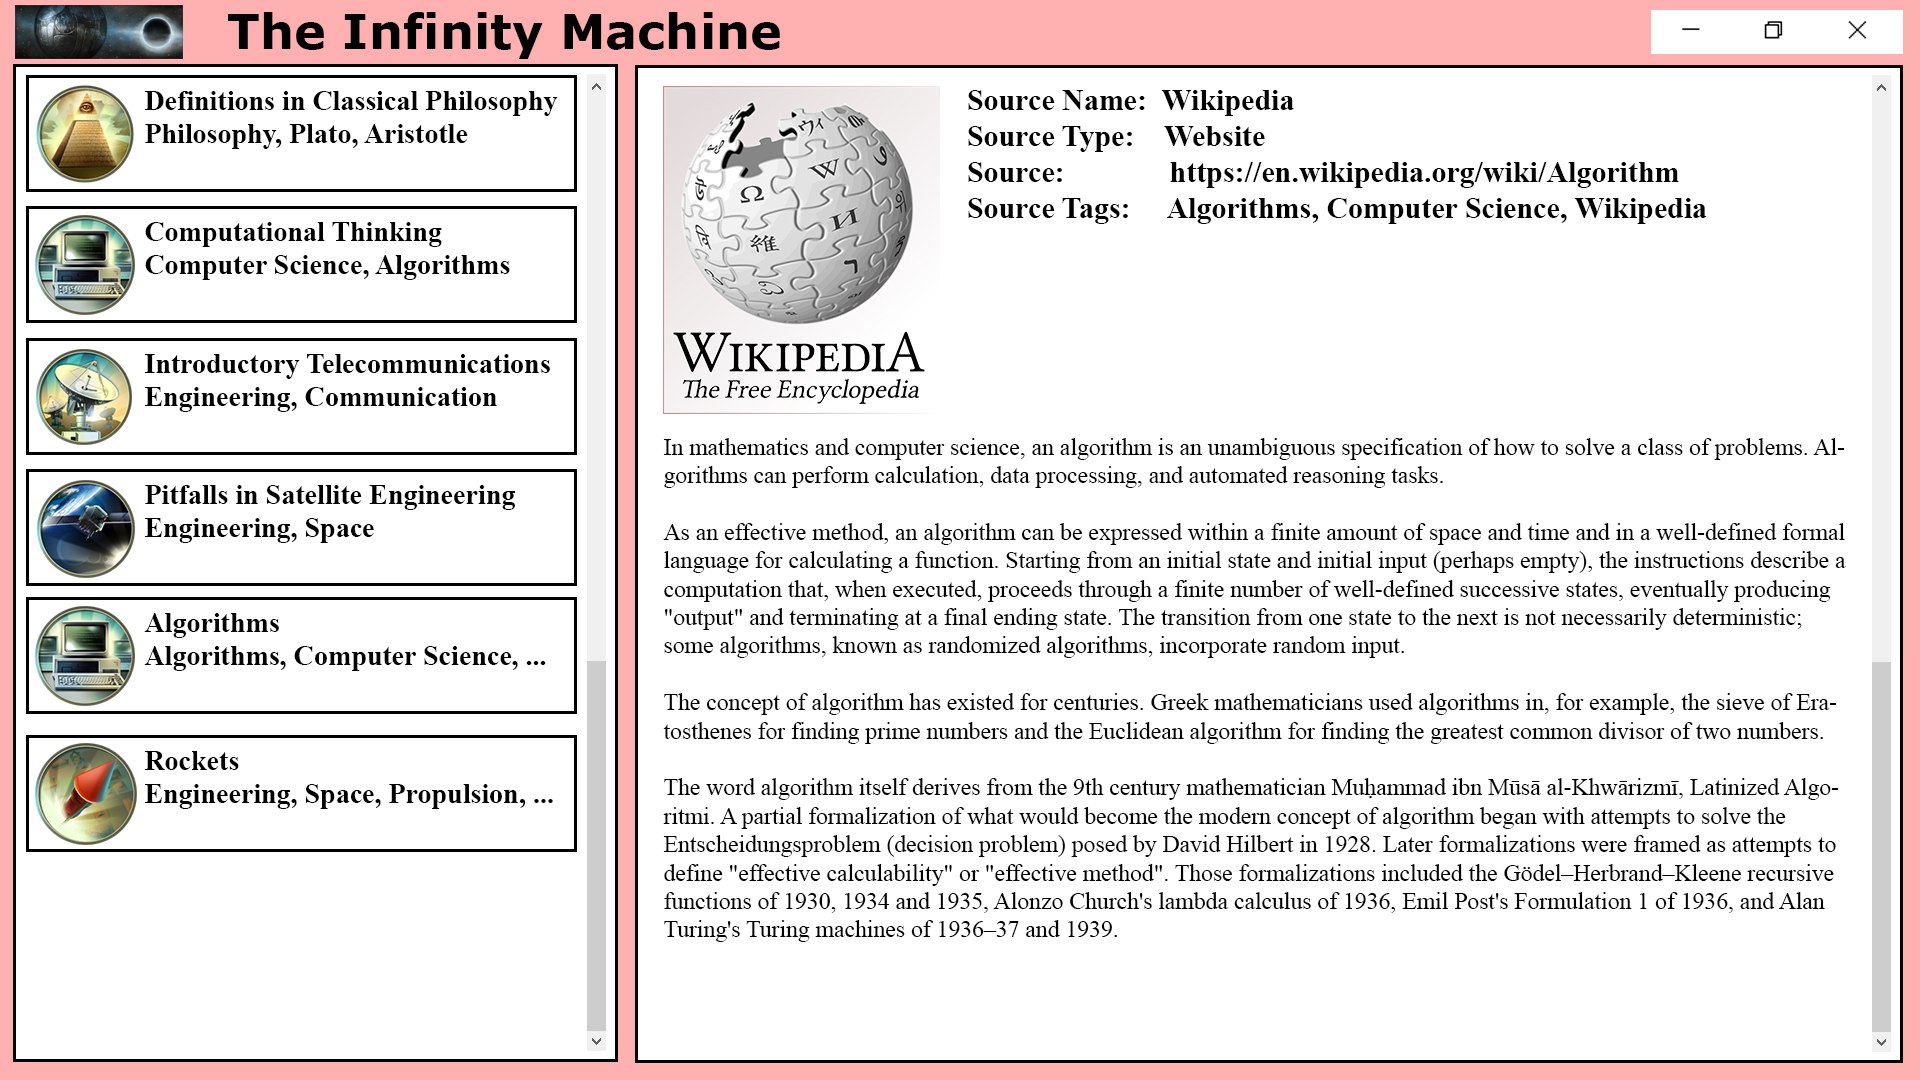 The Infinity Machine
Definitions in Classical Philosophy
Philosophy, Plato, Aristotle
Computational Thinking
Computer Science, Algorithms
Introductory Telecommunications
Engineering, Communication
Pitfalls in Satellite Engineering
Engineering, Space
Algorithms
Algorithms, Computer Science, ...
Rockets
Engineering, Space, Propulsion, ...
Ω
W
И
維
WIKIPEDIA
The Free Encyclopedia
Source Name: Wikipedia
Source Type: Website
Source: https://en.wikipedia.org/wiki/Algorithm
Source Tags: Algorithms, Computer Science, Wikipedia
In mathematics and computer science, an algorithm is an unambiguous specification of how to solve a class of problems. Al-
gorithms can perform calculation, data processing, and automated reasoning tasks.
As an effective method, an algorithm can be expressed within a finite amount of space and time and in a well-defined formal
language for calculating a function. Starting from an initial state and initial input (perhaps empty), the instructions describe a
computation that, when executed, proceeds through a finite number of well-defined successive states, eventually producing
"output" and terminating at a final ending state. The transition from one state to the next is not necessarily deterministic;
some algorithms, known as randomized algorithms, incorporate random input.
The concept of algorithm has existed for centuries. Greek mathematicians used algorithms in, for example, the sieve of Era-
tosthenes for finding prime numbers and the Euclidean algorithm for finding the greatest common divisor of two numbers.
The word algorithm itself derives from the 9th century mathematician Muḥammad ibn Mūsā al-Khwārizmī, Latinized Algo-
ritmi. A partial formalization of what would become the modern concept of algorithm began with attempts to solve the
Entscheidungsproblem (decision problem) posed by David Hilbert in 1928. Later formalizations were framed as attempts to
define "effective calculability" or "effective method". Those formalizations included the Gödel–Herbrand–Kleene recursive
functions of 1930, 1934 and 1935, Alonzo Church's lambda calculus of 1936, Emil Post's Formulation 1 of 1936, and Alan
Turing's Turing machines of 1936–37 and 1939.